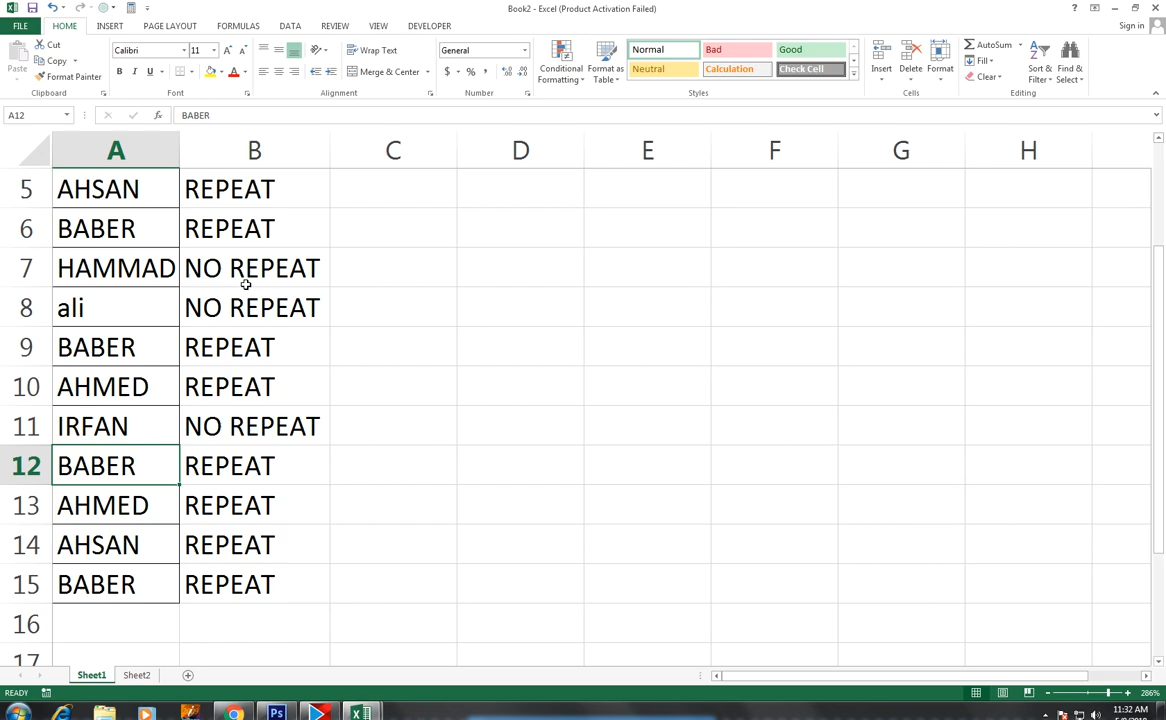 Book2 - Excel (Product Activation Failed)
FILE HOME INSERT PAGE LAYOUT FORMULAS DATA REVIEW VIEW DEVELOPER Sign in
Cut
Copy
Format Painter
Paste
Clipboard
Calibri 11
Font
Wrap Text
Merge & Center
Alignment
General
Number
Conditional Formatting
Format as Table
Normal Bad Good
Neutral Calculation Check Cell
Styles
Insert Delete Format
Cells
AutoSum
Fill
Clear
Sort & Filter
Find & Select
Editing
A12 fx BABER
A B C D E F G H
5 AHSAN REPEAT
6 BABER REPEAT
7 HAMMAD NO REPEAT
8 ali NO REPEAT
9 BABER REPEAT
10 AHMED REPEAT
11 IRFAN NO REPEAT
12 BABER REPEAT
13 AHMED REPEAT
14 AHSAN REPEAT
15 BABER REPEAT
16
17
Sheet1 Sheet2
READY 286%
11:32 AM